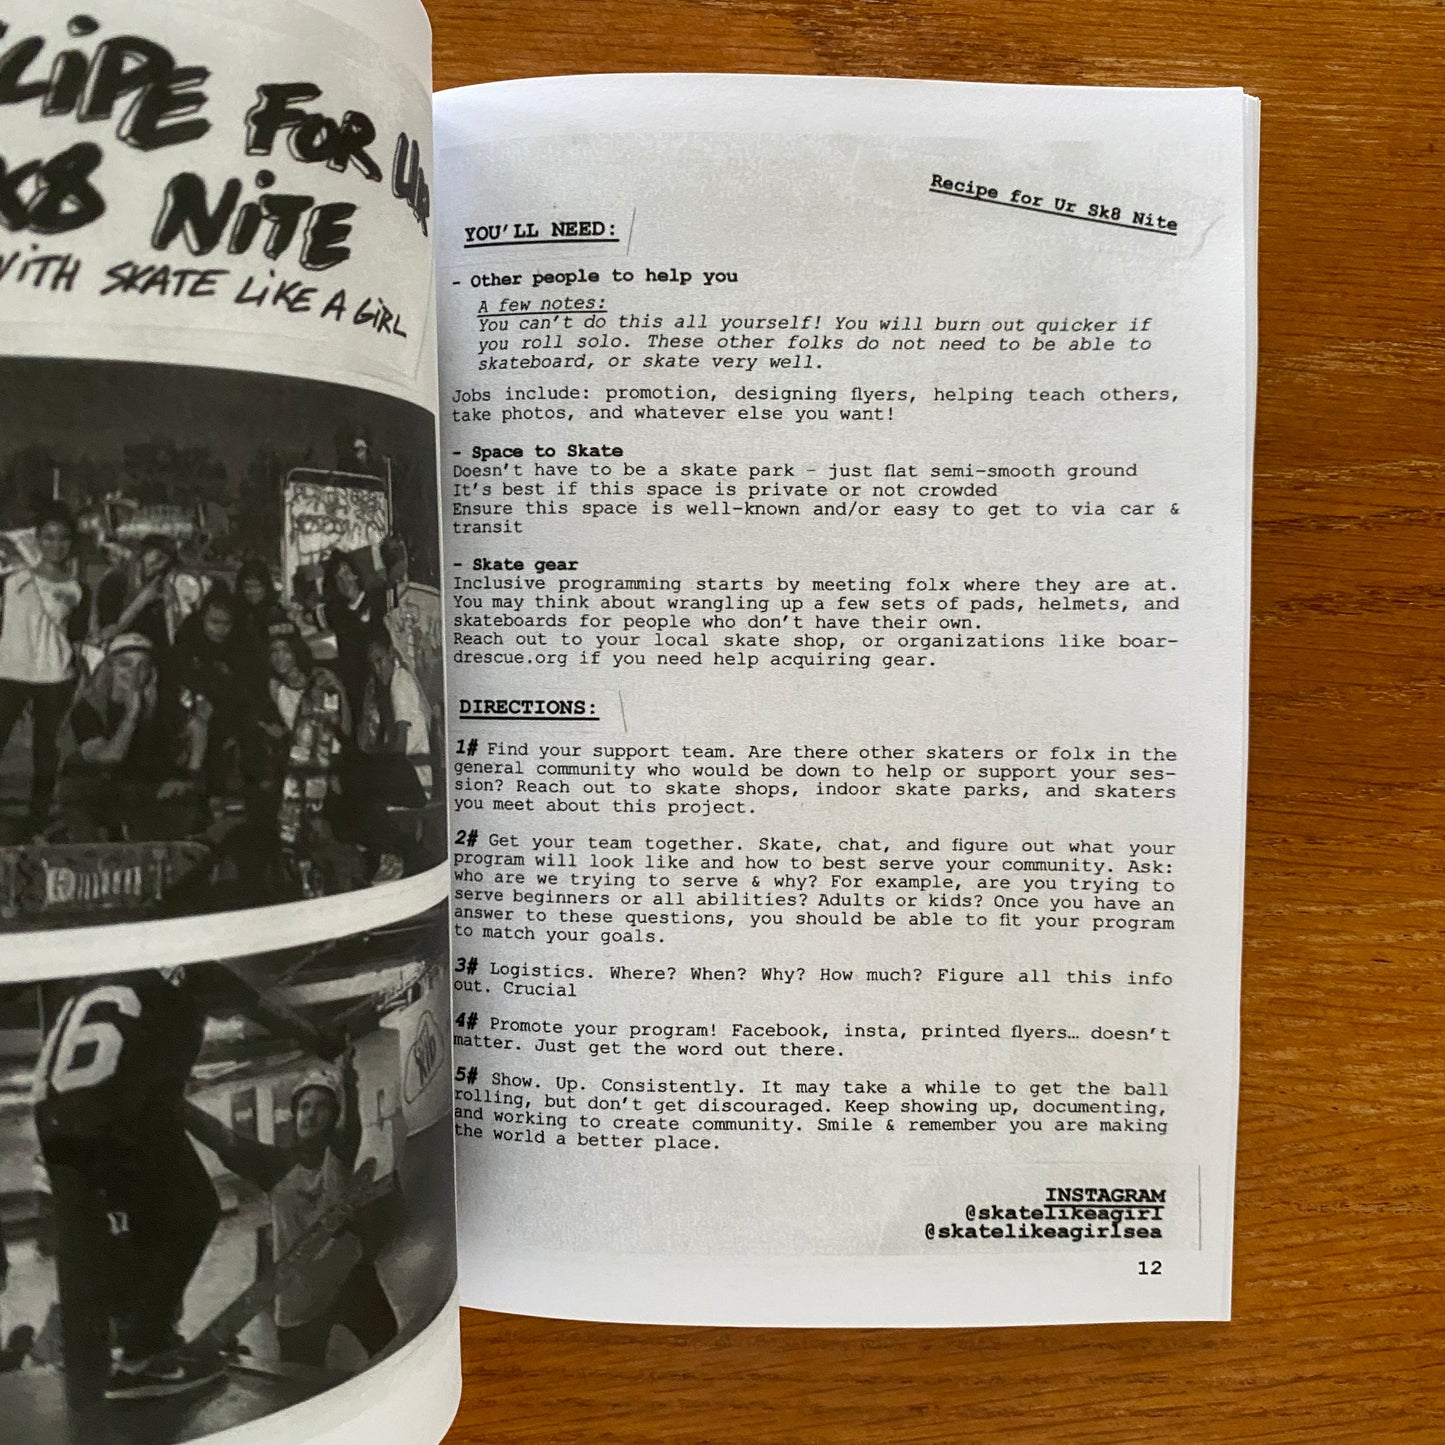 FOR UR
NiTE
WiTH SKATE LiKE A GiRL
16
Recipe for Ur Sk8 Nite
YOU'LL NEED:
- Other people to help you
A few notes:
You can't do this all yourself! You will burn out quicker if
you roll solo. These other folks do not need to be able to
skateboard, or skate very well.
Jobs include: promotion, designing flyers, helping teach others,
take photos, and whatever else you want!
- Space to Skate
Doesn't have to be a skate park - just flat semi-smooth ground
It's best if this space is private or not crowded
Ensure this space is well-known and/or easy to get to via car &
transit
- Skate gear
Inclusive programming starts by meeting folx where they are at.
You may think about wrangling up a few sets of pads, helmets, and
skateboards for people who don't have their own.
Reach out to your local skate shop, or organizations like boar-
drescue.org if you need help acquiring gear.
DIRECTIONS:
1# Find your support team. Are there other skaters or folx in the
general community who would be down to help or support your ses-
sion? Reach out to skate shops, indoor skate parks, and skaters
you meet about this project.
2# Get your team together. Skate, chat, and figure out what your
program will look like and how to best serve your community. Ask:
who are we trying to serve & why? For example, are you trying to
serve beginners or all abilities? Adults or kids? Once you have an
answer to these questions, you should be able to fit your program
to match your goals.
3# Logistics. Where? When? Why? How much? Figure all this info
out. Crucial
4# Promote your program! Facebook, insta, printed flyers… doesn't
matter. Just get the word out there.
5# Show. Up. Consistently. It may take a while to get the ball
rolling, but don't get discouraged. Keep showing up, documenting,
and working to create community. Smile & remember you are making
the world a better place.
INSTAGRAM
@skatelikeagirl
@skatelikeagirlsea
12